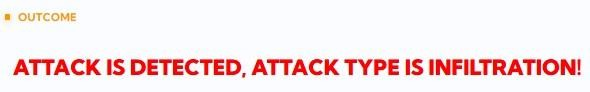 OUTCOME
ATTACK IS DETECTED, ATTACK TYPE IS INFILTRATION!